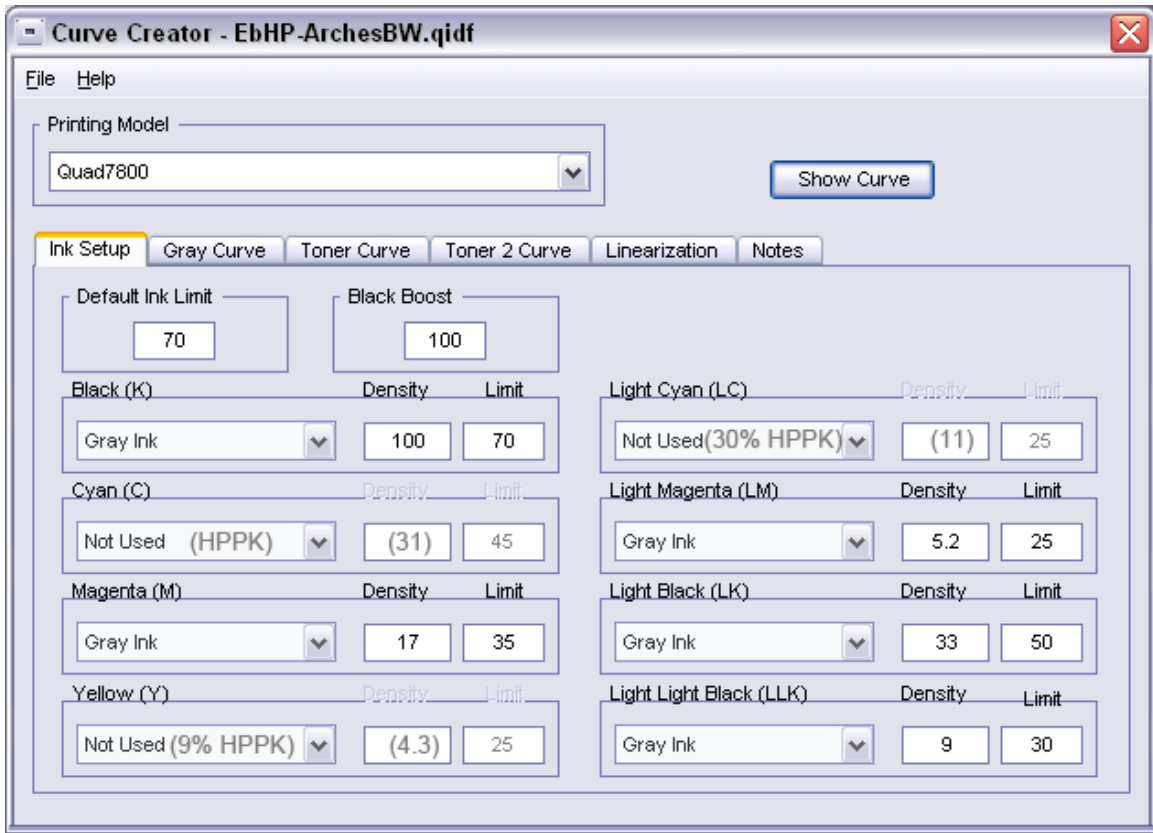 Curve Creator - EbHP-ArchesBW.qidf
File Help
Printing Model
Quad7800
Show Curve
Ink Setup Gray Curve Toner Curve Toner 2 Curve Linearization Notes
Default Ink Limit Black Boost
70 100
Black (K) Density Limit
Gray Ink 100 70
Cyan (C) Density Limit
Not Used (HPPK) (31) 45
Magenta (M) Density Limit
Gray Ink 17 35
Yellow (Y) Density Limit
Not Used (9% HPPK) (4.3) 25
Light Cyan (LC) Density Limit
Not Used (30% HPPK) (11) 25
Light Magenta (LM) Density Limit
Gray Ink 5.2 25
Light Black (LK) Density Limit
Gray Ink 33 50
Light Light Black (LLK) Density Limit
Gray Ink 9 30